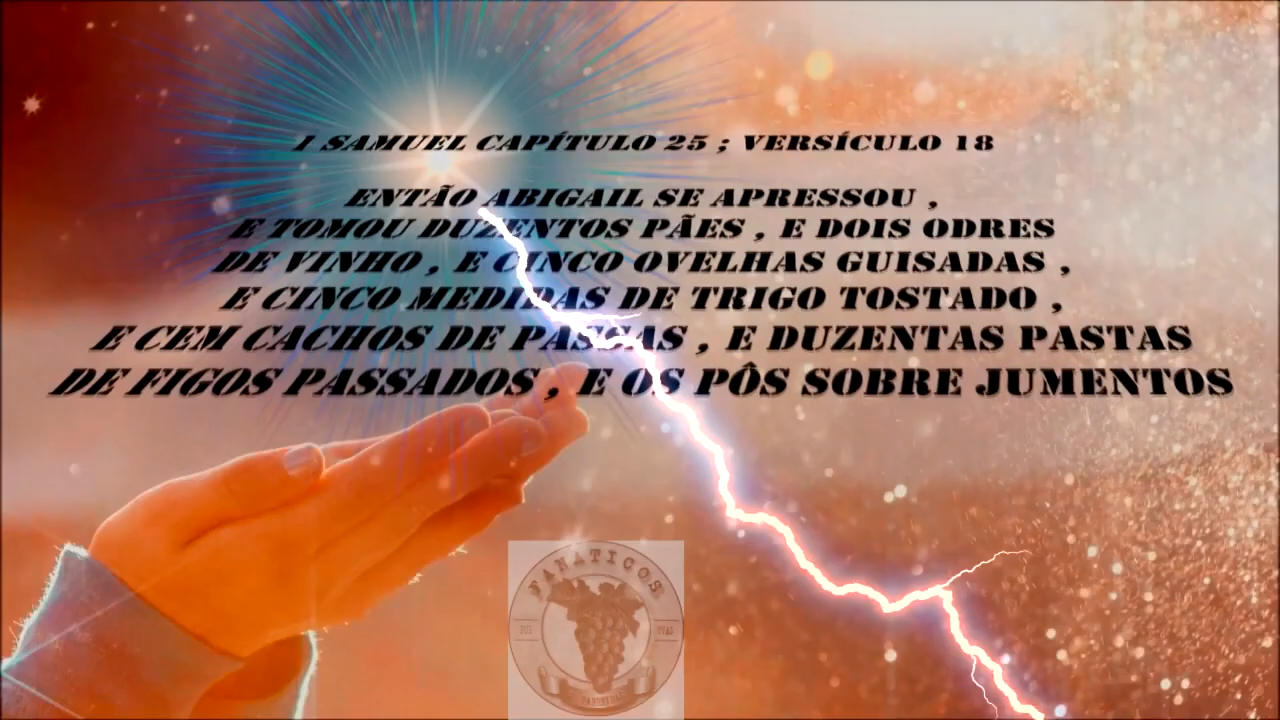 1 SAMUEL CAPÍTULO 25 ; VERSÍCULO 18
ENTÃO ABIGAIL SE APRESSOU ,
E TOMOU DUZENTOS PÃES , E DOIS ODRES
DE VINHO , E CINCO OVELHAS GUISADAS ,
E CINCO MEDIDAS DE TRIGO TOSTADO ,
E CEM CACHOS DE PASSAS , E DUZENTAS PASTAS
DE FIGOS PASSADOS , E OS PÔS SOBRE JUMENTOS
FANATICOS
POR UVAS